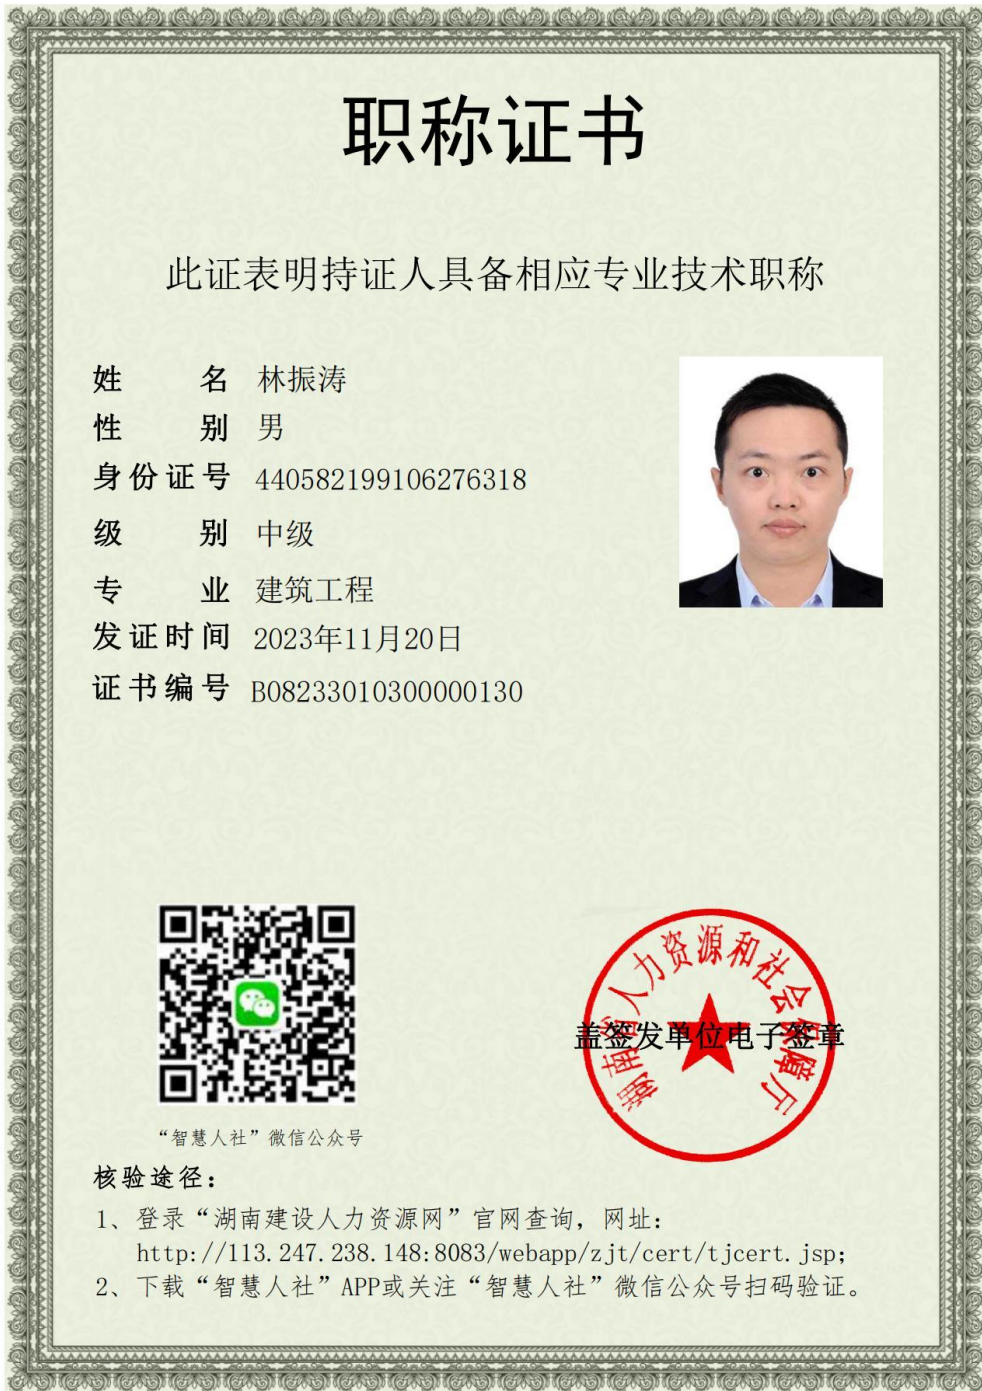 职称证书
此证表明持证人具备相应专业技术职称
姓名 林振涛
性别 男
身份证号 440582199106276318
级别 中级
专业 建筑工程
发证时间 2023年11月20日
证书编号 B08233010300000130
湖南省人力资源和社会保障厅
盖签发单位电子签章
“智慧人社”微信公众号
核验途径：
1、登录“湖南建设人力资源网”官网查询，网址：
http://113.247.238.148:8083/webapp/zjt/cert/tjcert.jsp;
2、下载“智慧人社”APP或关注“智慧人社”微信公众号扫码验证。